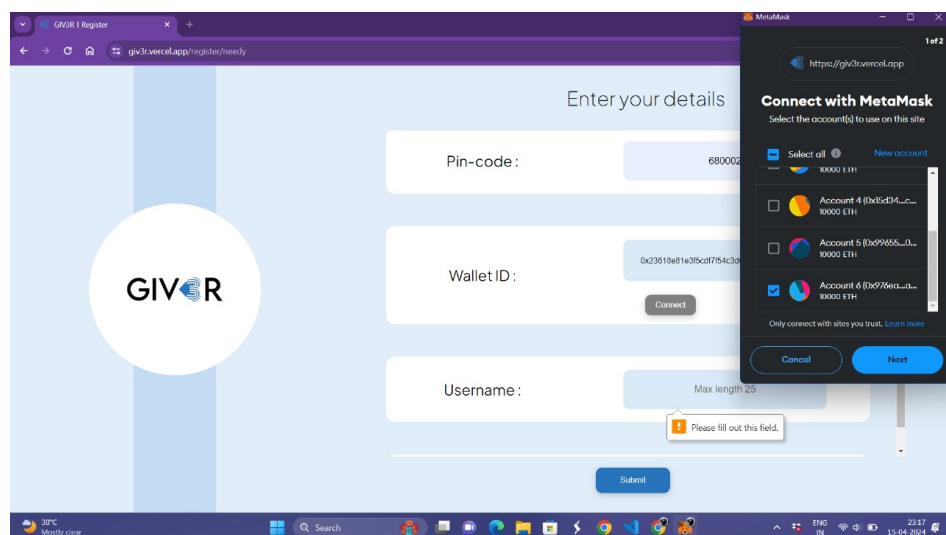 GIV3R | Register
giv3r.vercel.app/register/needy
Enter your details
Pin-code :
680002
Wallet ID :
0x23618e81e3f5cdf7f54c3d
Connect
Username :
Max length 25
Please fill out this field.
Submit
GIV3R
MetaMask
1 of 2
https://giv3r.vercel.app
Connect with MetaMask
Select the account(s) to use on this site
Select all
New account
10000 ETH
Account 4 (0x15d34...c...
10000 ETH
Account 5 (0x99655...0...
10000 ETH
Account 6 (0x976ea...a...
10000 ETH
Only connect with sites you trust. Learn more
Cancel
Next
30°C
Mostly clear
Search
ENG
IN
23:17
15-04-2024